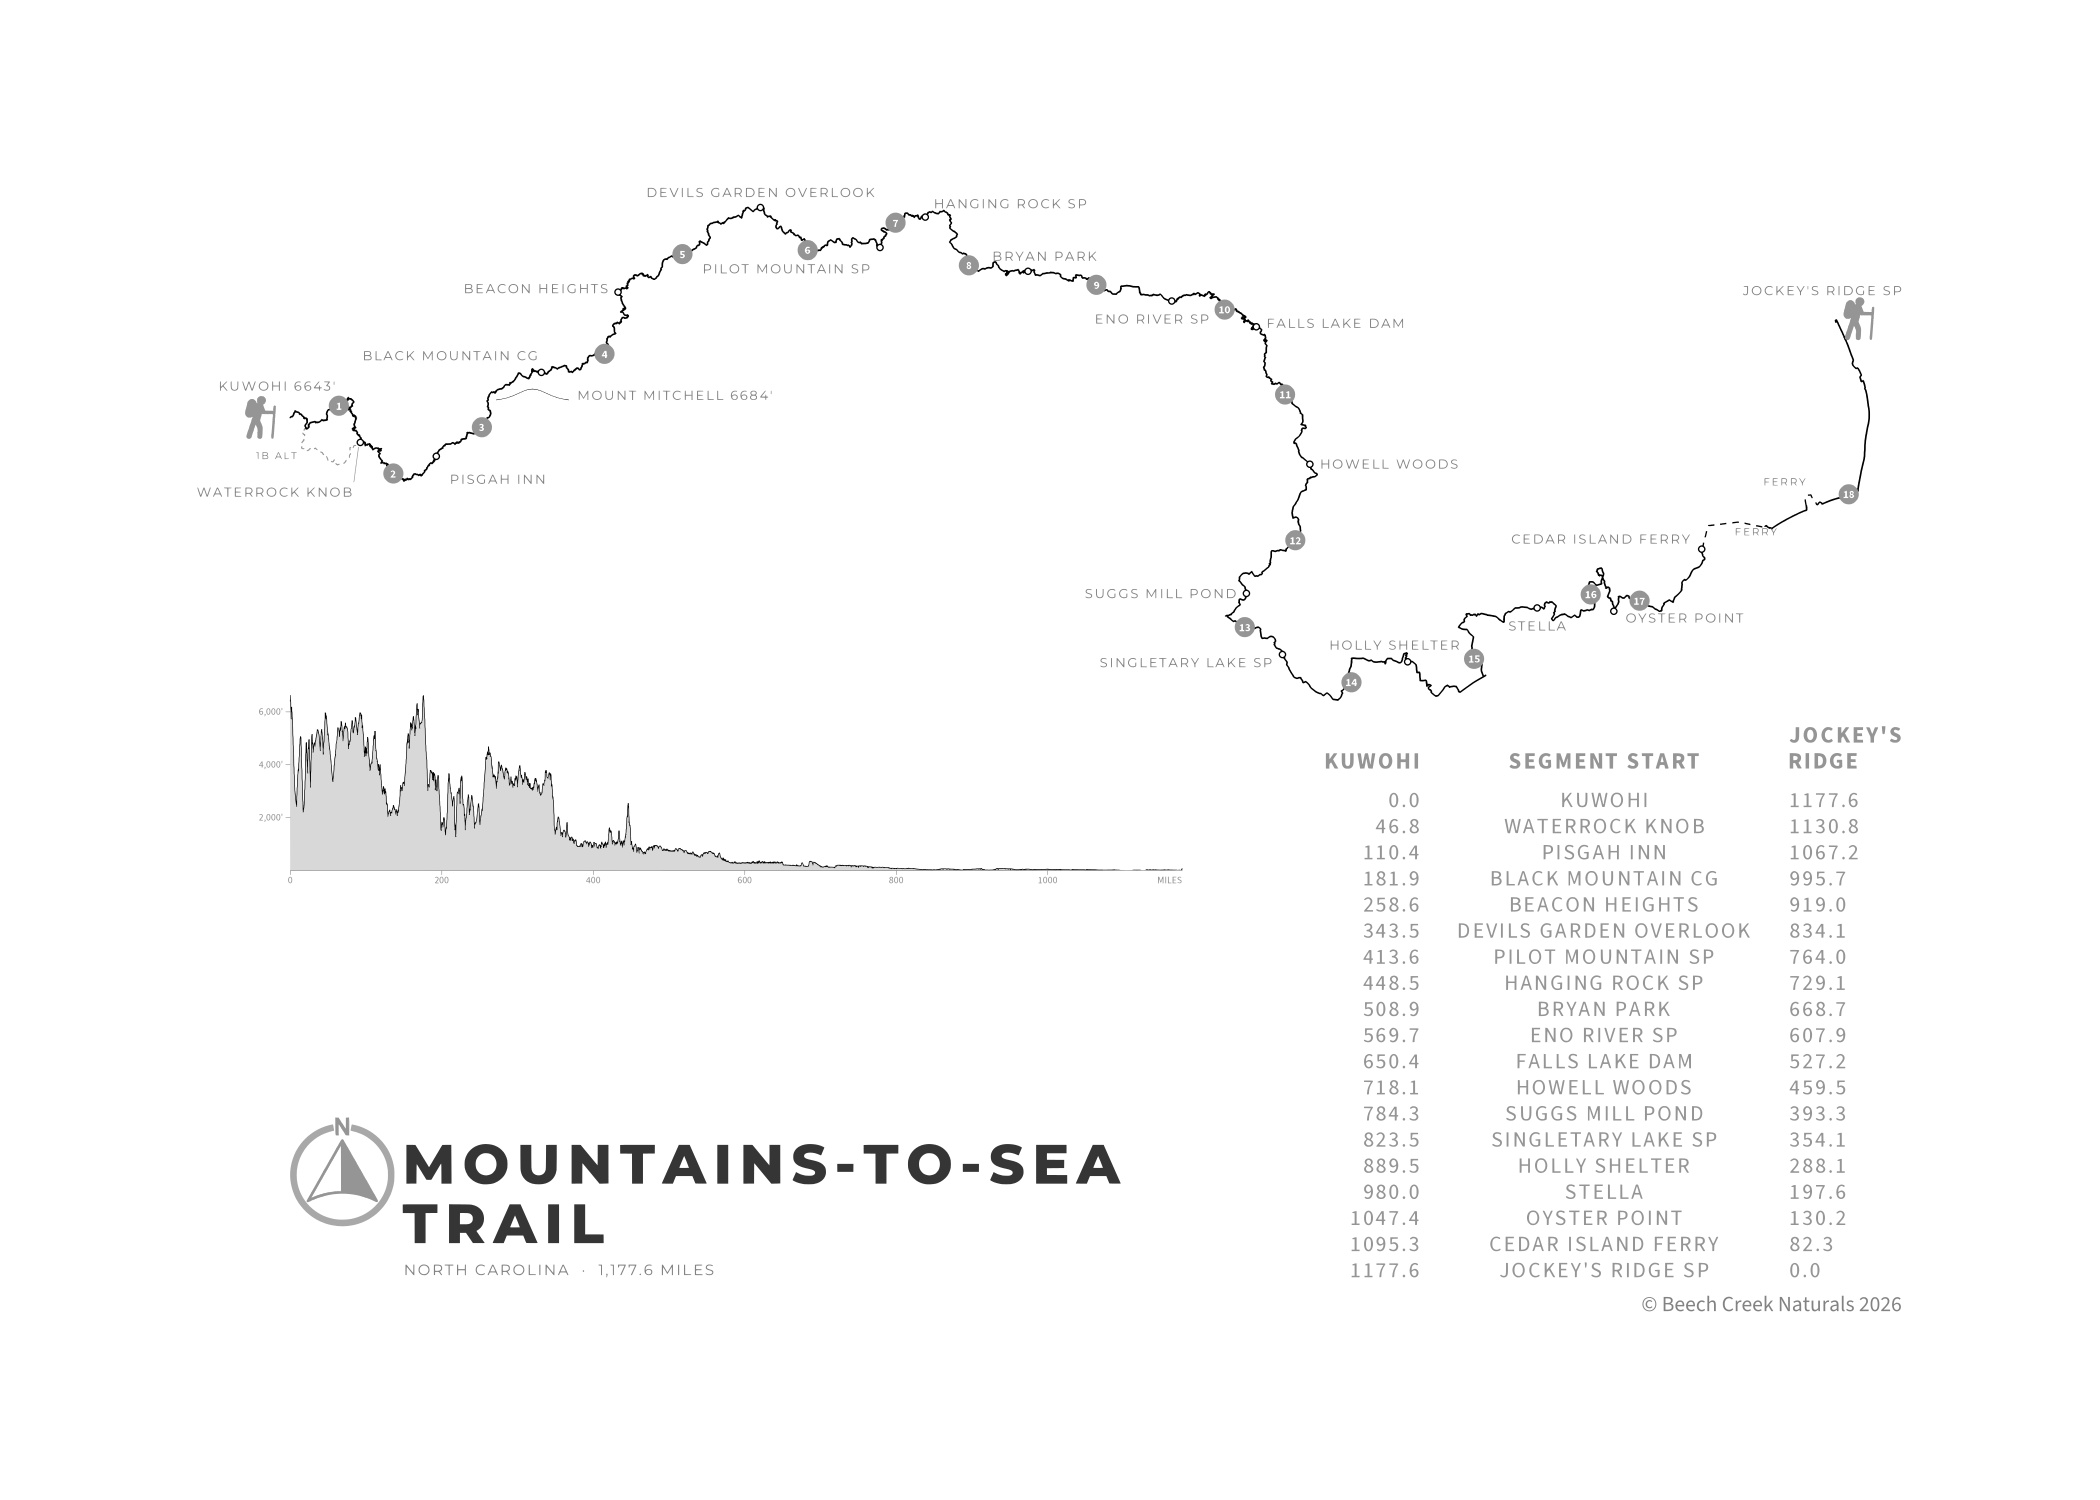 DEVILS GARDEN OVERLOOK
HANGING ROCK SP
7
5
6
PILOT MOUNTAIN SP
8
BRYAN PARK
9
BEACON HEIGHTS
10
ENO RIVER SP
FALLS LAKE DAM
JOCKEY'S RIDGE SP
4
BLACK MOUNTAIN CG
MOUNT MITCHELL 6684'
KUWOHI 6643'
1
3
1B ALT
2
PISGAH INN
WATERROCK KNOB
11
HOWELL WOODS
12
FERRY
18
FERRY
CEDAR ISLAND FERRY
SUGGS MILL POND
13
16
17
OYSTER POINT
STELLA
HOLLY SHELTER
15
SINGLETARY LAKE SP
14
6,000'
4,000'
2,000'
0 200 400 600 800 1000 MILES
KUWOHI SEGMENT START JOCKEY'S RIDGE
0.0 KUWOHI 1177.6
46.8 WATERROCK KNOB 1130.8
110.4 PISGAH INN 1067.2
181.9 BLACK MOUNTAIN CG 995.7
258.6 BEACON HEIGHTS 919.0
343.5 DEVILS GARDEN OVERLOOK 834.1
413.6 PILOT MOUNTAIN SP 764.0
448.5 HANGING ROCK SP 729.1
508.9 BRYAN PARK 668.7
569.7 ENO RIVER SP 607.9
650.4 FALLS LAKE DAM 527.2
718.1 HOWELL WOODS 459.5
784.3 SUGGS MILL POND 393.3
823.5 SINGLETARY LAKE SP 354.1
889.5 HOLLY SHELTER 288.1
980.0 STELLA 197.6
1047.4 OYSTER POINT 130.2
1095.3 CEDAR ISLAND FERRY 82.3
1177.6 JOCKEY'S RIDGE SP 0.0
© Beech Creek Naturals 2026
N
MOUNTAINS-TO-SEA
TRAIL
NORTH CAROLINA · 1,177.6 MILES